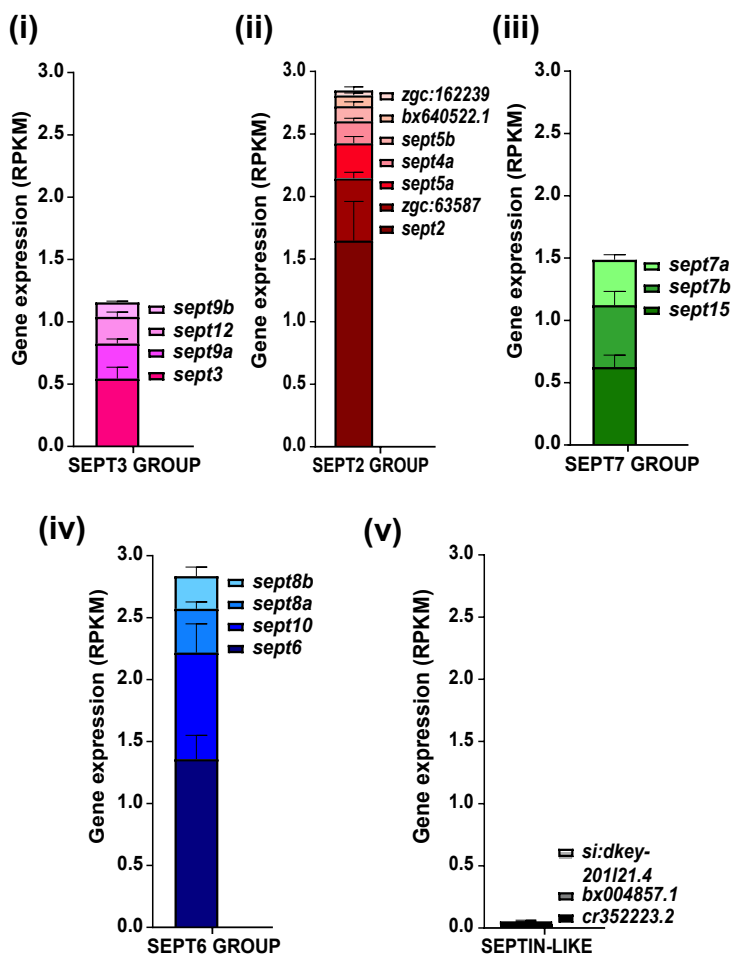 (i)
Gene expression (RPKM)
3.0
2.5
2.0
1.5
1.0
0.5
0.0
sept9b
sept12
sept9a
sept3
SEPT3 GROUP
(ii)
Gene expression (RPKM)
3.0
2.5
2.0
1.5
1.0
0.5
0.0
zgc:162239
bx640522.1
sept5b
sept4a
sept5a
zgc:63587
sept2
SEPT2 GROUP
(iii)
Gene expression (RPKM)
3.0
2.5
2.0
1.5
1.0
0.5
0.0
sept7a
sept7b
sept15
SEPT7 GROUP
(iv)
Gene expression (RPKM)
3.0
2.5
2.0
1.5
1.0
0.5
0.0
sept8b
sept8a
sept10
sept6
SEPT6 GROUP
(v)
Gene expression (RPKM)
3.0
2.5
2.0
1.5
1.0
0.5
0.0
si:dkey-
201l21.4
bx004857.1
cr352223.2
SEPTIN-LIKE